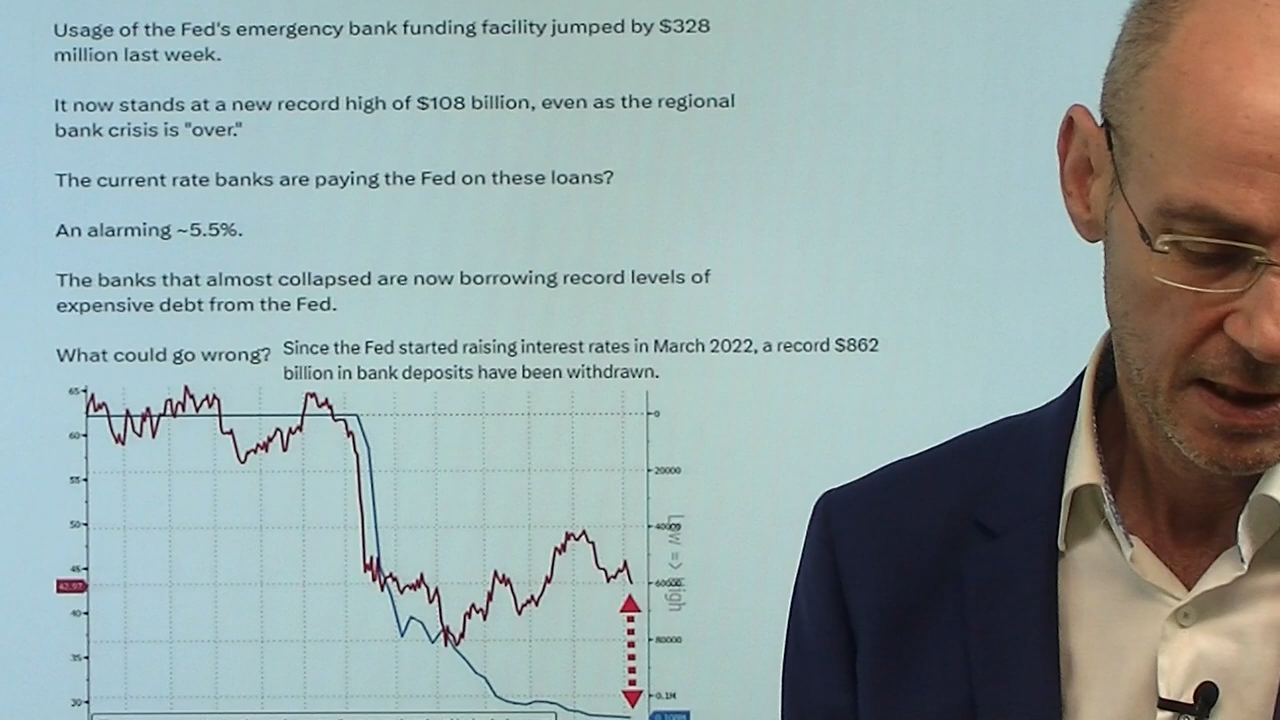 Usage of the Fed's emergency bank funding facility jumped by $328
million last week.
It now stands at a new record high of $108 billion, even as the regional
bank crisis is "over."
The current rate banks are paying the Fed on these loans?
An alarming ~5.5%.
The banks that almost collapsed are now borrowing record levels of
expensive debt from the Fed.
What could go wrong?
Since the Fed started raising interest rates in March 2022, a record $862
billion in bank deposits have been withdrawn.
65
60
55
50
45
42.97
40
35
30
0
20000
40000
60000
80000
0.1M
Low => High